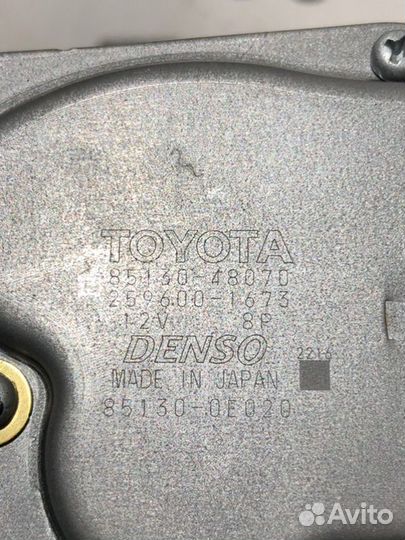 TOYOTA
85130-48070
259600-1673
12V 8P
DENSO
2216
MADE IN JAPAN
85130-0E020
Avito